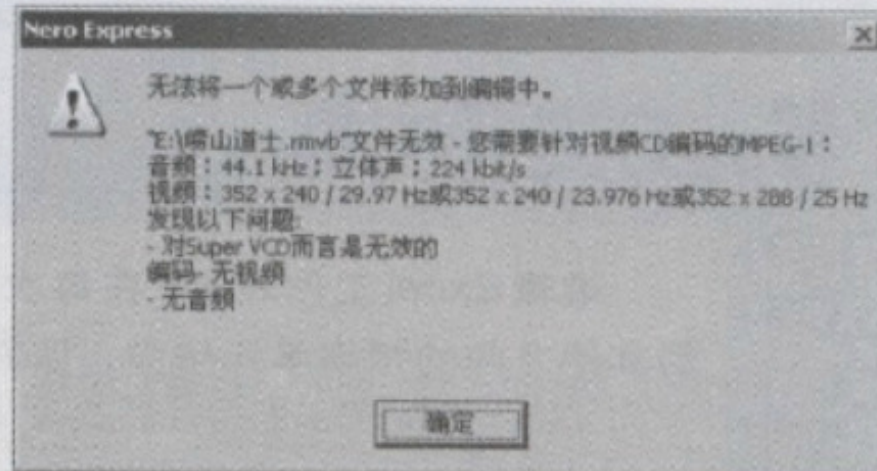 Nero Express
无法将一个或多个文件添加到编辑中。
"E:\崂山道士.rmvb"文件无效 - 您需要针对视频CD编码的MPEG-1：
音频：44.1 kHz；立体声；224 kbit/s
视频：352 x 240 / 29.97 Hz或352 x 240 / 23.976 Hz或352 x 288 / 25 Hz
发现以下问题:
- 对Super VCD而言是无效的
编码- 无视频
- 无音频
确定